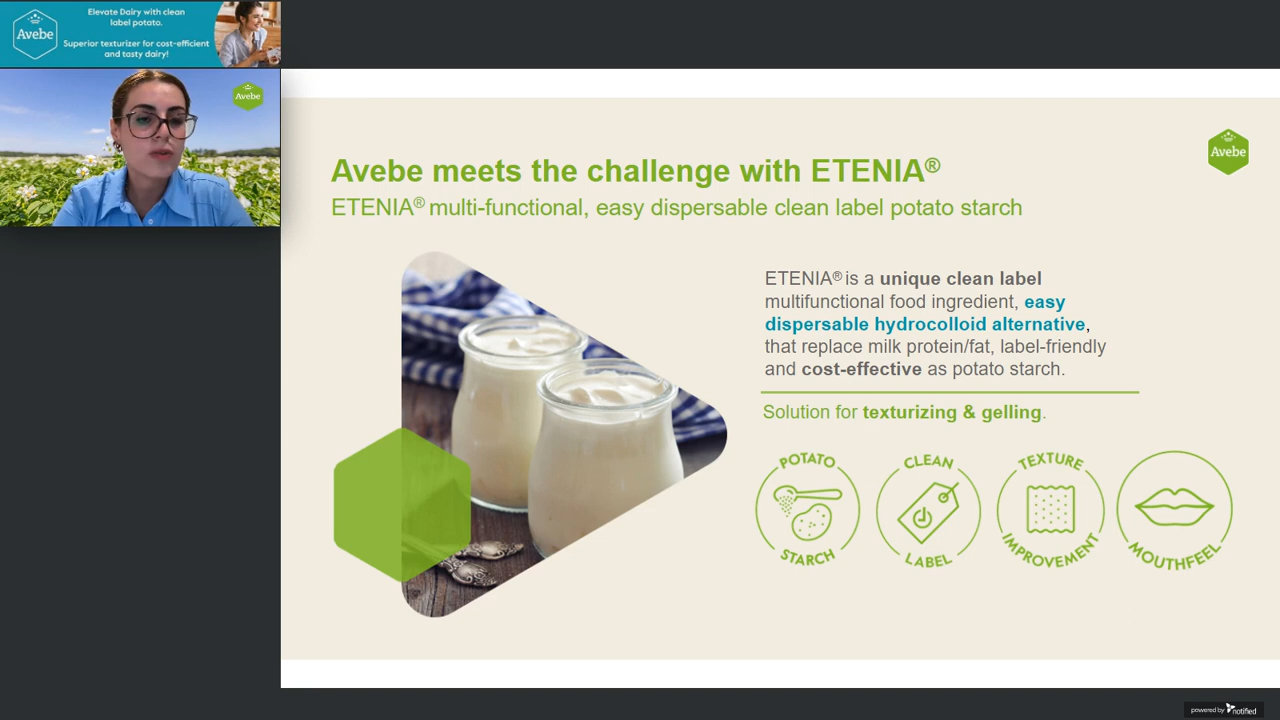 Elevate Dairy with clean
label potato.
Avebe
Superior texturizer for cost-efficient
and tasty dairy!
Avebe
Avebe meets the challenge with ETENIA®
Avebe
ETENIA® multi-functional, easy dispersable clean label potato starch
ETENIA® is a unique clean label
multifunctional food ingredient, easy
dispersable hydrocolloid alternative,
that replace milk protein/fat, label-friendly
and cost-effective as potato starch.
Solution for texturizing & gelling.
POTATO
STARCH
CLEAN
LABEL
TEXTURE
IMPROVEMENT
MOUTHFEEL
powered by notified